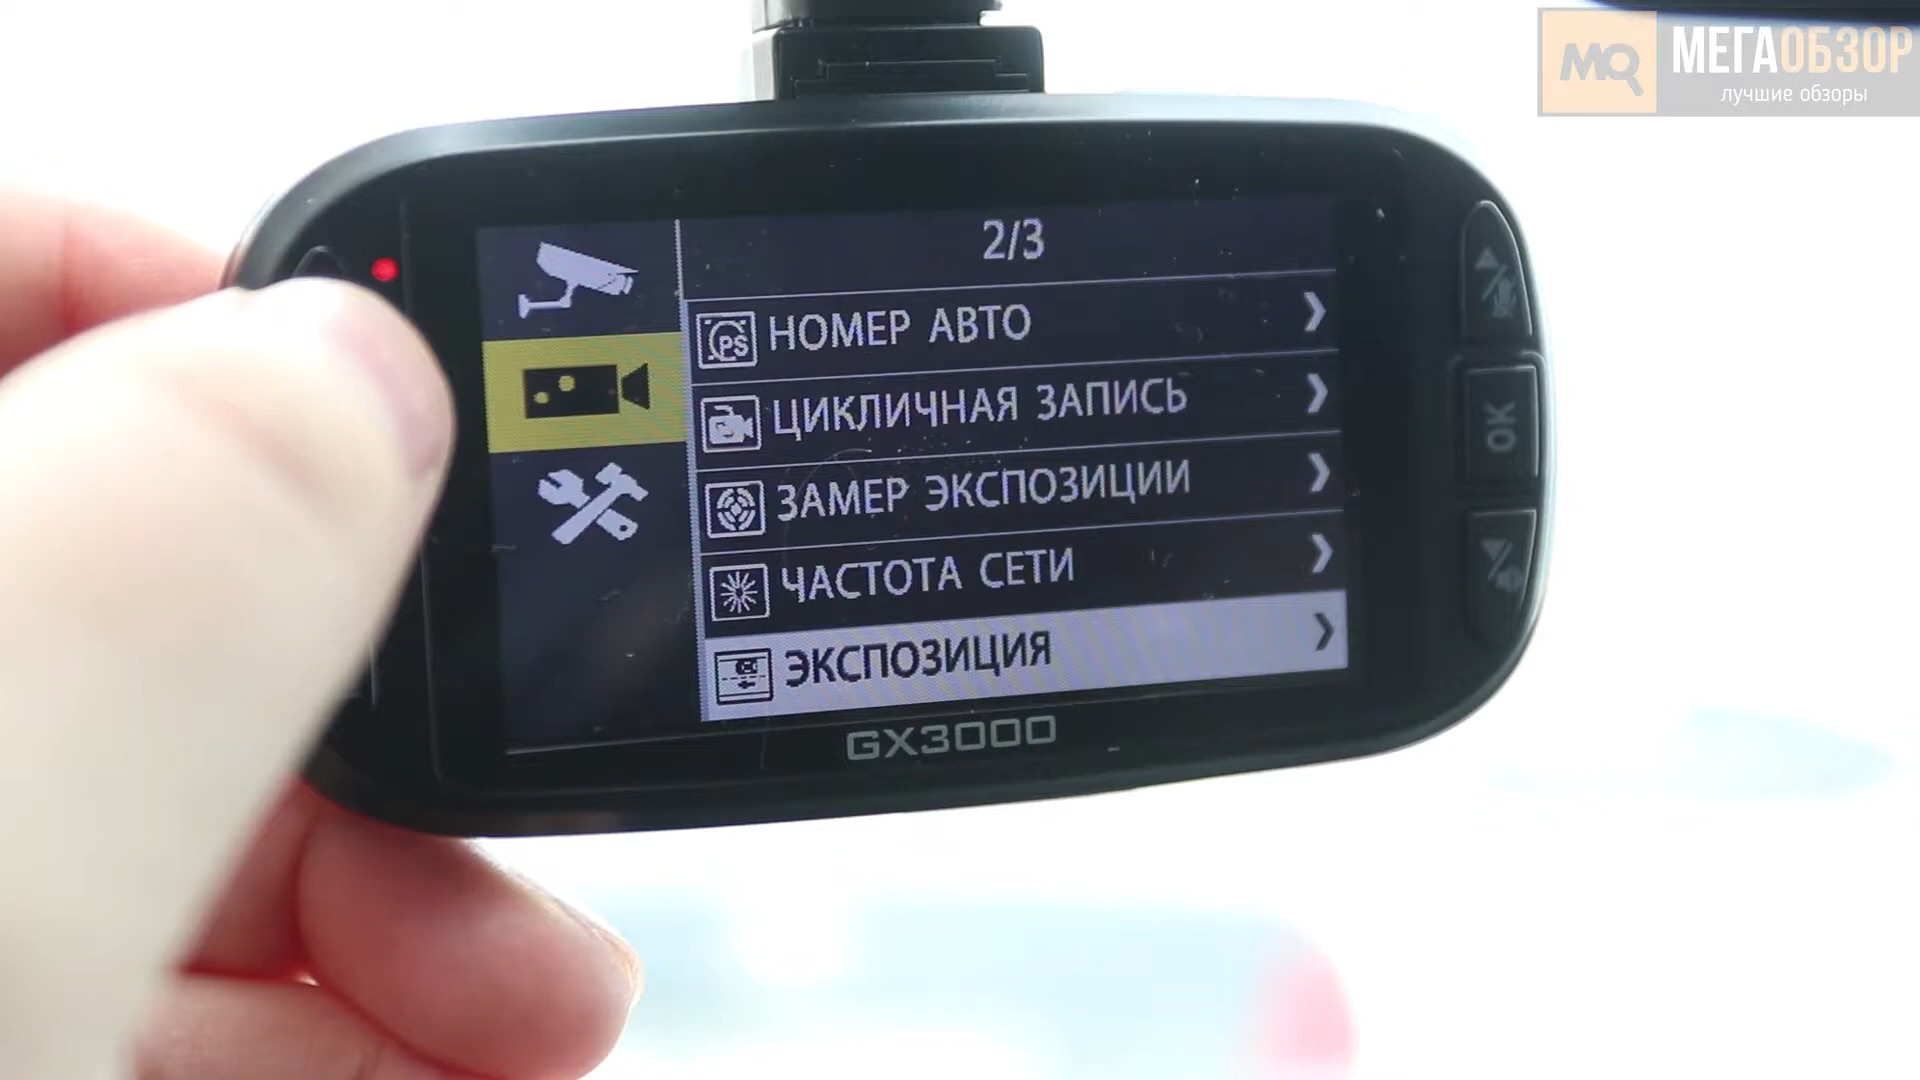 МЕГАОБЗОР
лучшие обзоры
2/3
НОМЕР АВТО
ЦИКЛИЧНАЯ ЗАПИСЬ
ЗАМЕР ЭКСПОЗИЦИИ
ЧАСТОТА СЕТИ
ЭКСПОЗИЦИЯ
OK
GX3000